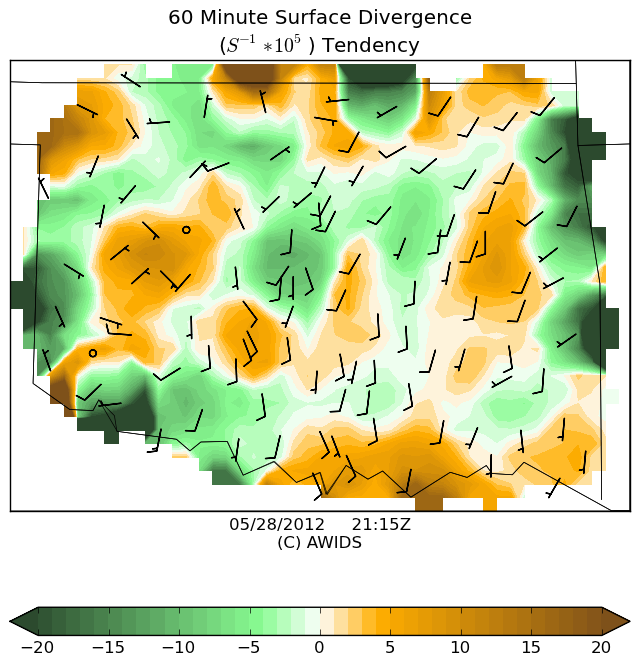 60 Minute Surface Divergence
(S⁻¹ * 10⁵ ) Tendency
05/28/2012 21:15Z
(C) AWIDS
−20 −15 −10 −5 0 5 10 15 20